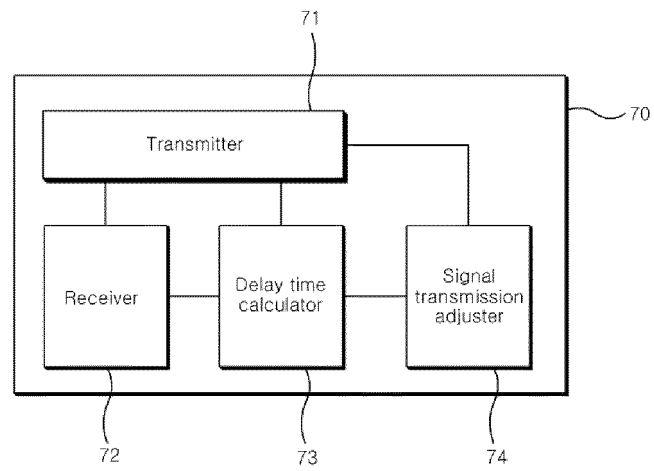 71
70
Transmitter
Receiver
Delay time
calculator
Signal
transmission
adjuster
72
73
74